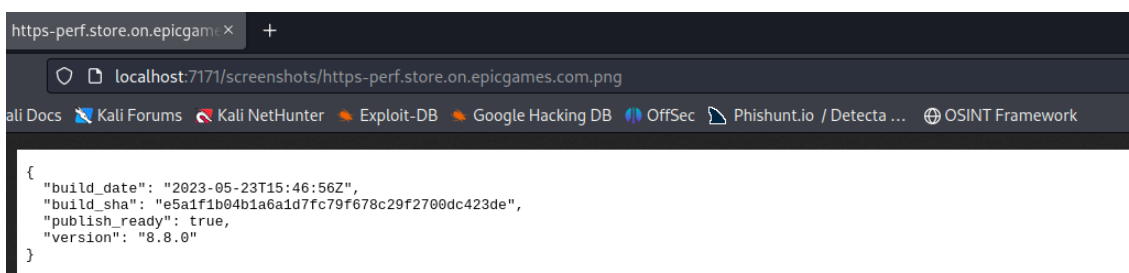 https-perf.store.on.epicgame
localhost:7171/screenshots/https-perf.store.on.epicgames.com.png
ali Docs Kali Forums Kali NetHunter Exploit-DB Google Hacking DB OffSec Phishunt.io / Detecta ... OSINT Framework
{
"build_date": "2023-05-23T15:46:56Z",
"build_sha": "e5a1f1b04b1a6a1d7fc79f678c29f2700dc423de",
"publish_ready": true,
"version": "8.8.0"
}